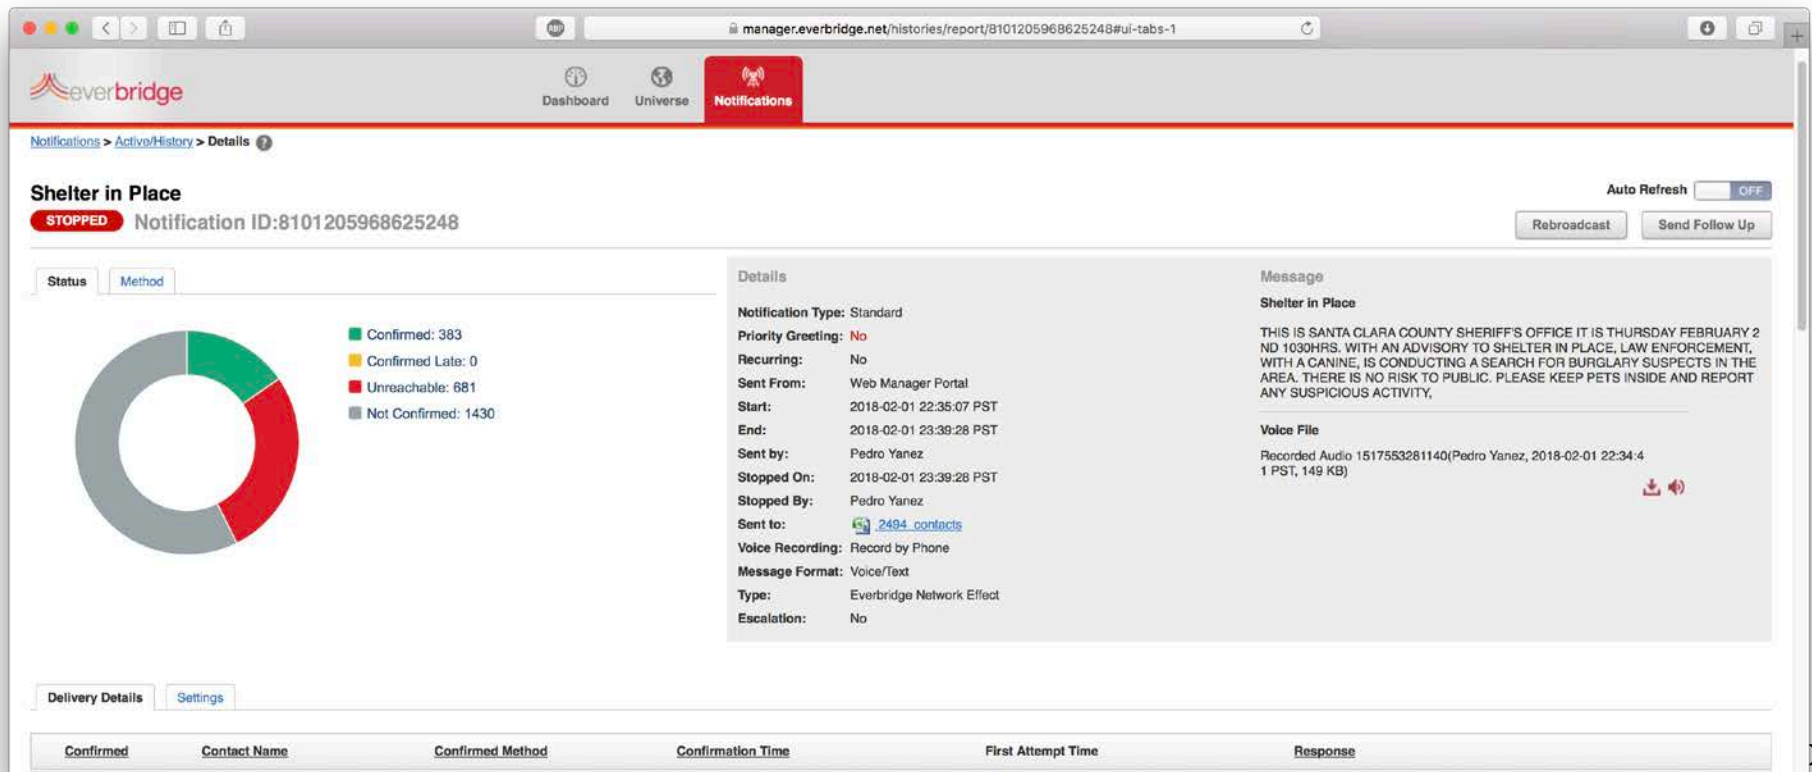 ABP
manager.everbridge.net/histories/report/8101205968625248#ui-tabs-1
everbridge
Dashboard
Universe
Notifications
Notifications > Active/History > Details ?
Shelter in Place
Auto Refresh OFF
STOPPED Notification ID:8101205968625248
Rebroadcast
Send Follow Up
Status
Method
Confirmed: 383
Confirmed Late: 0
Unreachable: 681
Not Confirmed: 1430
Details
Notification Type: Standard
Priority Greeting: No
Recurring: No
Sent From: Web Manager Portal
Start: 2018-02-01 22:35:07 PST
End: 2018-02-01 23:39:28 PST
Sent by: Pedro Yanez
Stopped On: 2018-02-01 23:39:28 PST
Stopped By: Pedro Yanez
Sent to: 2494 contacts
Voice Recording: Record by Phone
Message Format: Voice/Text
Type: Everbridge Network Effect
Escalation: No
Message
Shelter in Place
THIS IS SANTA CLARA COUNTY SHERIFF'S OFFICE IT IS THURSDAY FEBRUARY 2
ND 1030HRS. WITH AN ADVISORY TO SHELTER IN PLACE, LAW ENFORCEMENT,
WITH A CANINE, IS CONDUCTING A SEARCH FOR BURGLARY SUSPECTS IN THE
AREA. THERE IS NO RISK TO PUBLIC. PLEASE KEEP PETS INSIDE AND REPORT
ANY SUSPICIOUS ACTIVITY,
Voice File
Recorded Audio 1517553281140(Pedro Yanez, 2018-02-01 22:34:4
1 PST, 149 KB)
Delivery Details
Settings
Confirmed Contact Name Confirmed Method Confirmation Time First Attempt Time Response